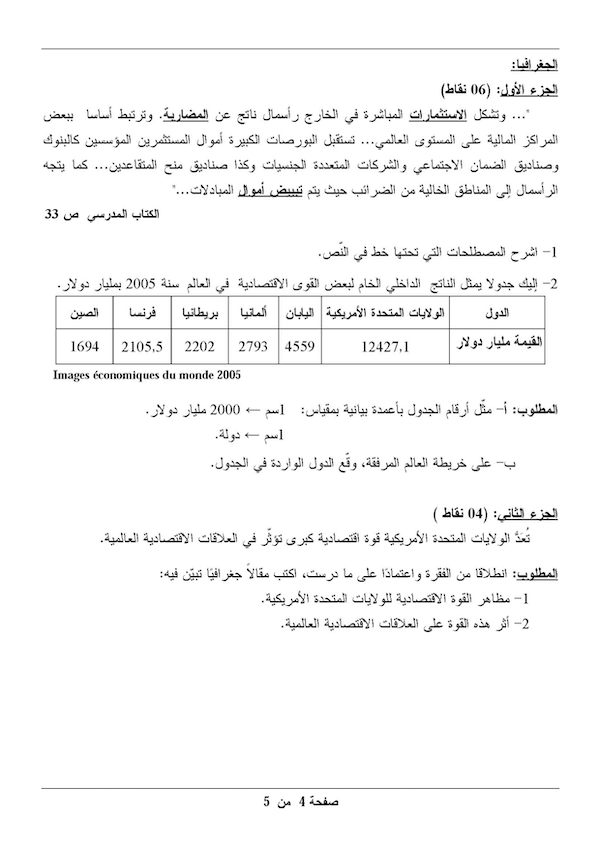 الجغرافيا:
الجزء الأول: (06 نقاط)
"... وتشكل الاستثمارات المباشرة في الخارج رأسمال ناتج عن المضاربة. وترتبط أساسا ببعض
المراكز المالية على المستوى العالمي... تستقبل البورصات الكبيرة أموال المستثمرين المؤسسين كالبنوك
وصناديق الضمان الاجتماعي والشركات المتعددة الجنسيات وكذا صناديق منح المتقاعدين... كما يتجه
الرأسمال إلى المناطق الخالية من الضرائب حيث يتم تبييض أموال المبادلات..."
الكتاب المدرسي ص 33
1- اشرح المصطلحات التي تحتها خط في النّص.
2- إليك جدولا يمثل الناتج الداخلي الخام لبعض القوى الاقتصادية في العالم سنة 2005 بمليار دولار.
الدول الولايات المتحدة الأمريكية اليابان ألمانيا بريطانيا فرنسا الصين
القيمة مليار دولار 12427,1 4559 2793 2202 2105,5 1694
Images économiques du monde 2005
المطلوب: أ- مثّل أرقام الجدول بأعمدة بيانية بمقياس: 1سم ← 2000 مليار دولار.
1سم ← دولة.
ب- على خريطة العالم المرفقة، وقّع الدول الواردة في الجدول.
الجزء الثاني: (04 نقاط )
تُعَدَّ الولايات المتحدة الأمريكية قوة اقتصادية كبرى تؤثّر في العلاقات الاقتصادية العالمية.
المطلوب: انطلاقا من الفقرة واعتمادًا على ما درست، اكتب مقالاً جغرافيًا تبيّن فيه:
1- مظاهر القوة الاقتصادية للولايات المتحدة الأمريكية.
2- أثر هذه القوة على العلاقات الاقتصادية العالمية.
صفحة 4 من 5